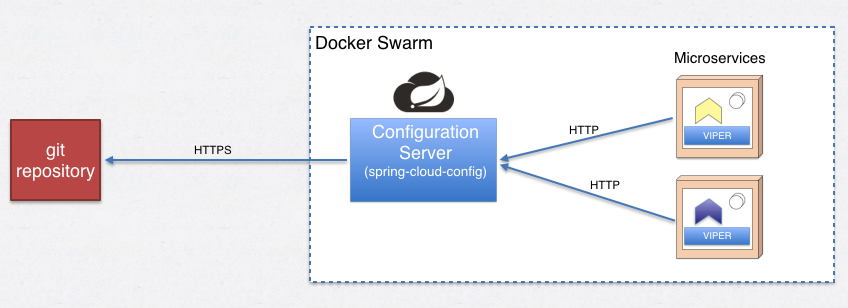 Docker Swarm
Microservices
Configuration
Server
(spring-cloud-config)
git
repository
HTTPS
HTTP
HTTP
VIPER
VIPER